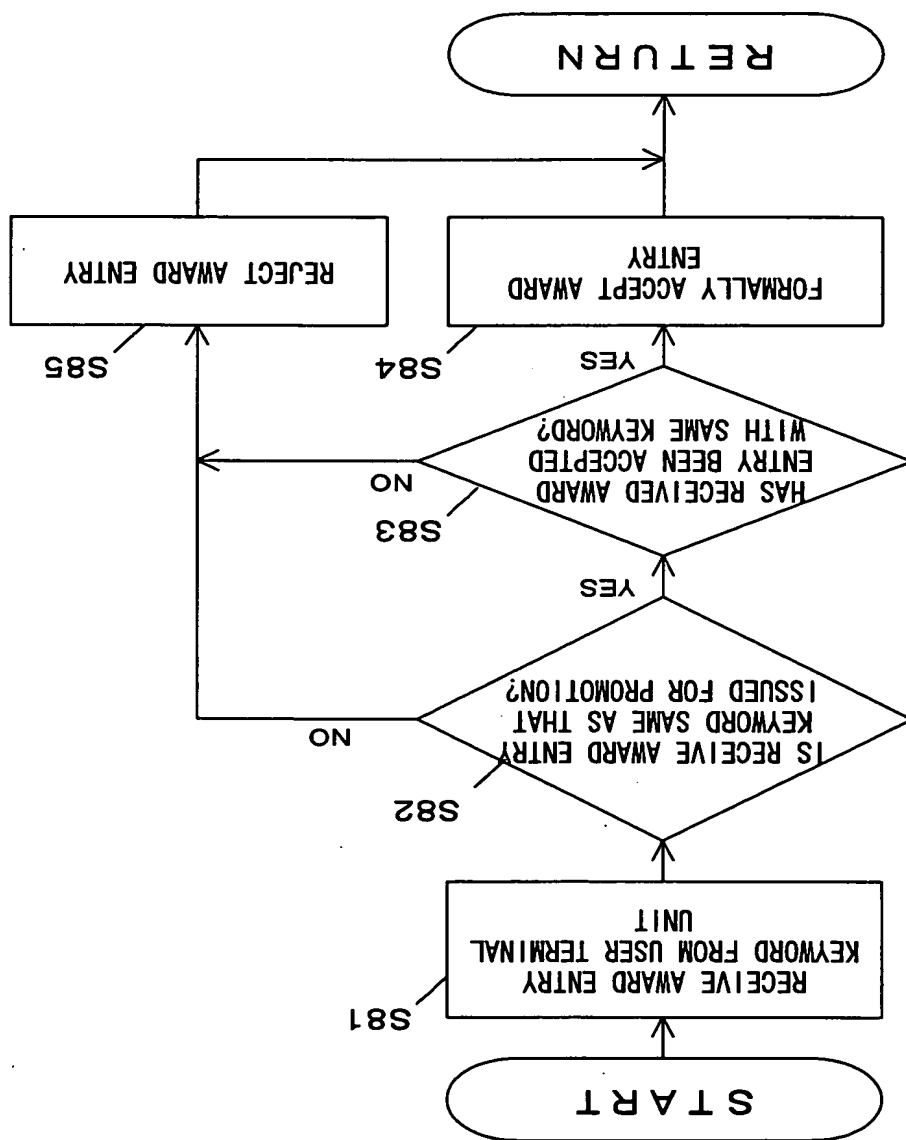 START
S81
RECEIVE AWARD ENTRY
KEYWORD FROM USER TERMINAL
UNIT
S82
IS RECEIVE AWARD ENTRY
KEYWORD SAME AS THAT
ISSUED FOR PROMOTION?
NO
YES
S83
HAS RECEIVED AWARD
ENTRY BEEN ACCEPTED
WITH SAME KEYWORD?
NO
YES
S84
FORMALLY ACCEPT AWARD
ENTRY
S85
REJECT AWARD ENTRY
RETURN